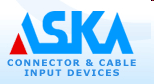 ASKA
CONNECTOR & CABLE
INPUT DEVICES